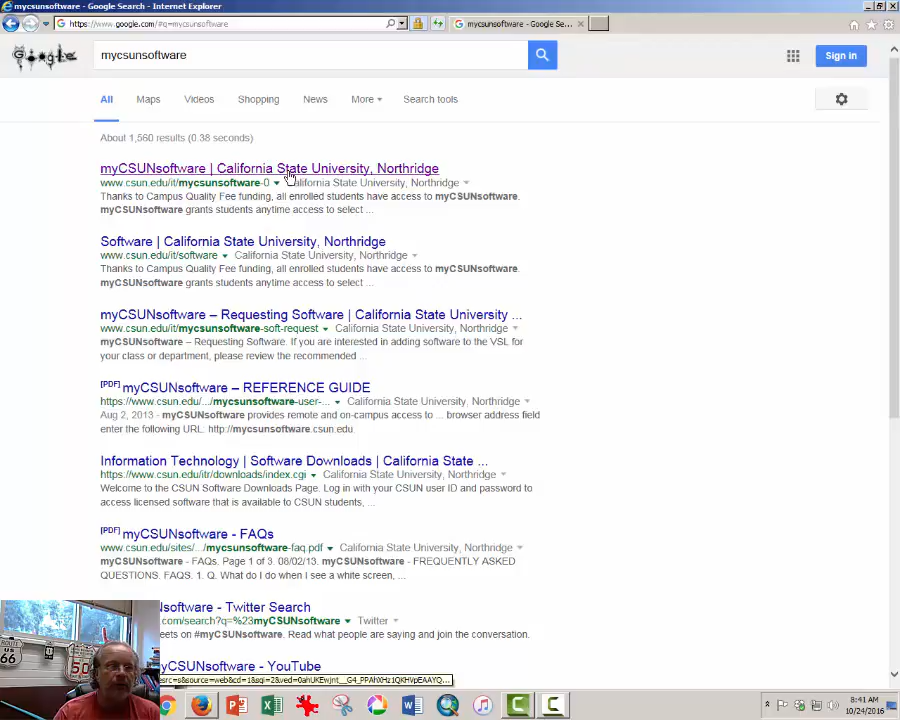 mycsunsoftware - Google Search - Internet Explorer
https://www.google.com/#q=mycsunsoftware
mycsunsoftware - Google Se...
Google
mycsunsoftware
Sign in
All Maps Videos Shopping News More Search tools
About 1,560 results (0.38 seconds)
myCSUNsoftware | California State University, Northridge
www.csun.edu/it/mycsunsoftware-0 California State University, Northridge
Thanks to Campus Quality Fee funding, all enrolled students have access to myCSUNsoftware.
myCSUNsoftware grants students anytime access to select ...
Software | California State University, Northridge
www.csun.edu/it/software California State University, Northridge
Thanks to Campus Quality Fee funding, all enrolled students have access to myCSUNsoftware.
myCSUNsoftware grants students anytime access to select ...
myCSUNsoftware – Requesting Software | California State University ...
www.csun.edu/it/mycsunsoftware-soft-request California State University, Northridge
myCSUNsoftware – Requesting Software. If you are interested in adding software to the VSL for
your class or department, please review the recommended ...
[PDF] myCSUNsoftware – REFERENCE GUIDE
https://www.csun.edu/.../mycsunsoftware-user-... California State University, Northridge
Aug 2, 2013 - myCSUNsoftware provides remote and on-campus access to ... browser address field
enter the following URL: http://mycsunsoftware.csun.edu.
Information Technology | Software Downloads | California State ...
https://www.csun.edu/itr/downloads/index.cgi California State University, Northridge
Welcome to the CSUN Software Downloads Page. Log in with your CSUN user ID and password to
access licensed software that is available to CSUN students, ...
[PDF] myCSUNsoftware - FAQs
www.csun.edu/sites/.../mycsunsoftware-faq.pdf California State University, Northridge
myCSUNsoftware - FAQs. Page 1 of 3. 08/02/13. myCSUNsoftware - FREQUENTLY ASKED
QUESTIONS. FAQS. 1. Q. What do I do when I see a white screen, ...
Nsoftware - Twitter Search
.com/search?q=%23myCSUNsoftware Twitter
eets on #myCSUNsoftware. Read what people are saying and join the conversation.
myCSUNsoftware - YouTube
ROUTE
66
50
8:41 AM
10/24/2016